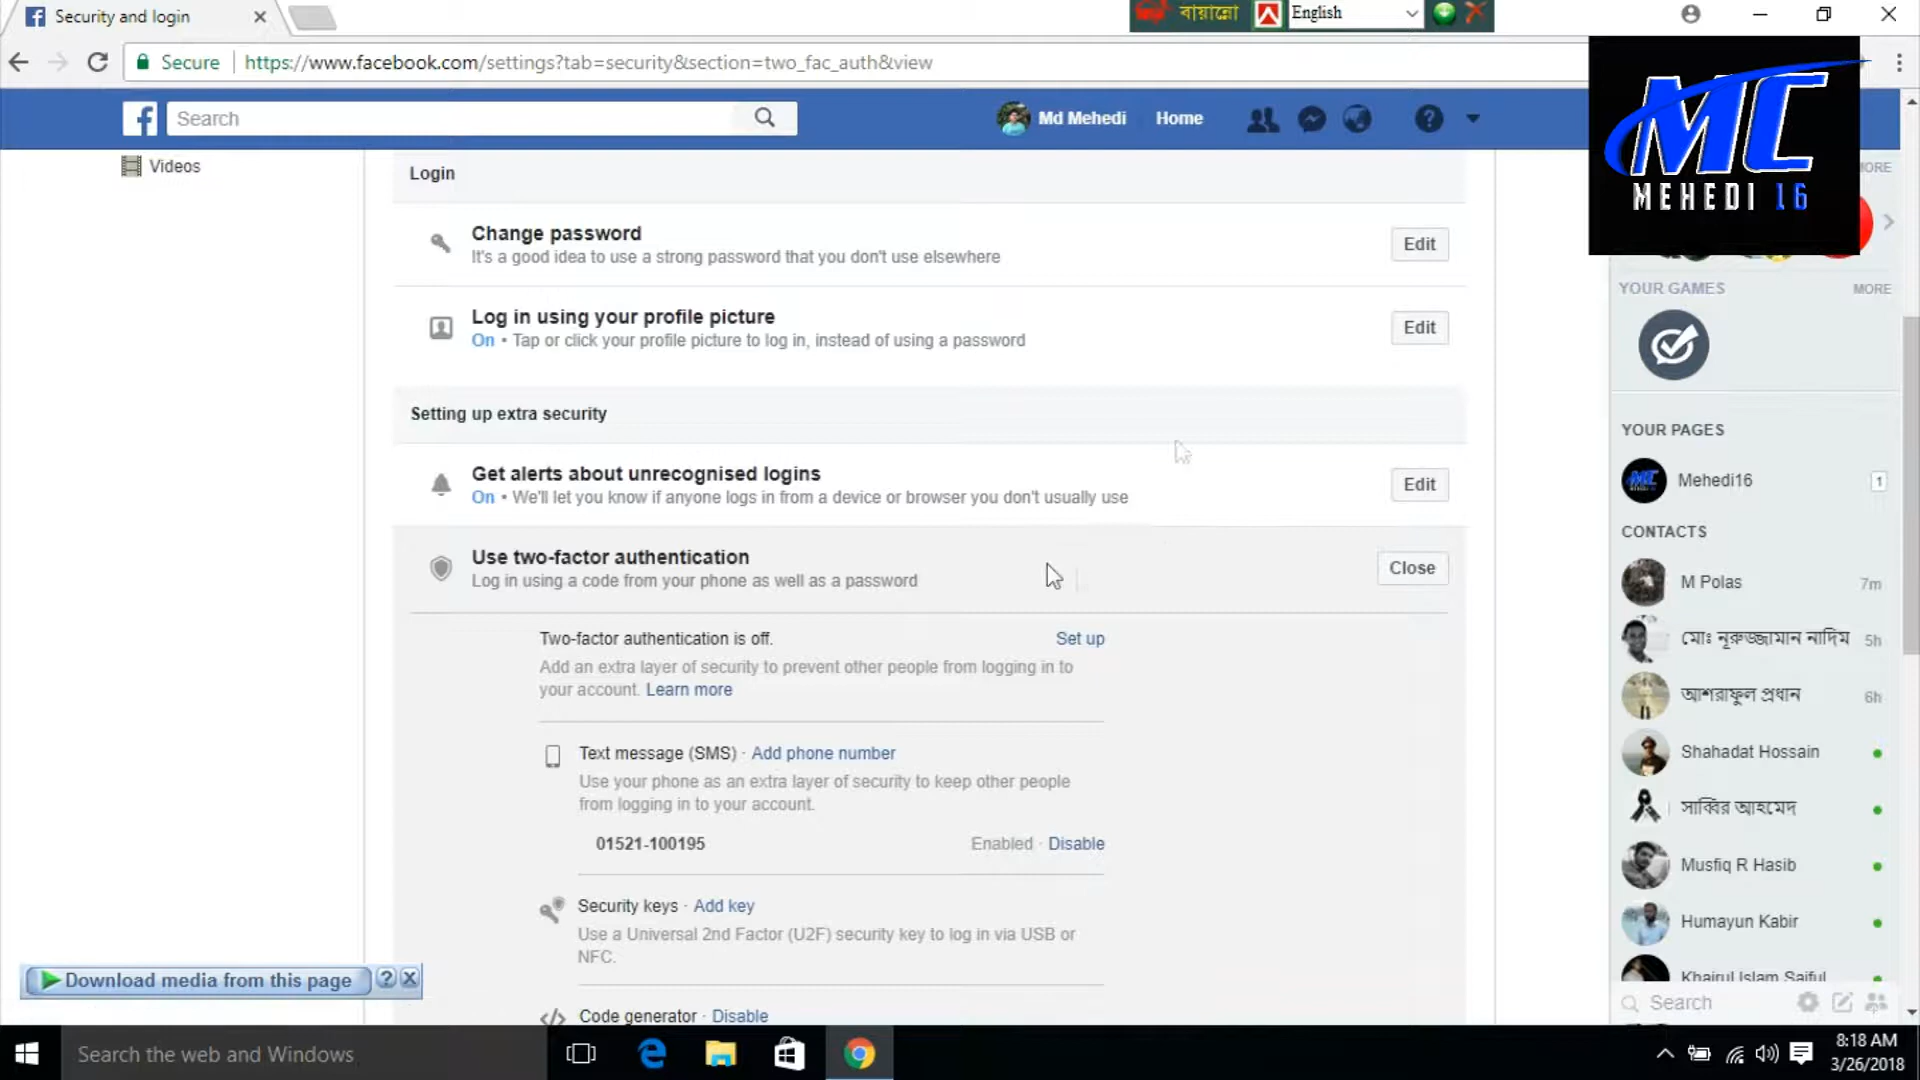 Security and login
বায়ান্নো
English
Secure
https://www.facebook.com/settings?tab=security&section=two_fac_auth&view
Search
Md Mehedi
Home
MC
MEHEDI 16
Videos
Login
Change password
It's a good idea to use a strong password that you don't use elsewhere
Edit
Log in using your profile picture
On • Tap or click your profile picture to log in, instead of using a password
Edit
Setting up extra security
Get alerts about unrecognised logins
On • We'll let you know if anyone logs in from a device or browser you don't usually use
Edit
Use two-factor authentication
Log in using a code from your phone as well as a password
Close
Two-factor authentication is off.
Set up
Add an extra layer of security to prevent other people from logging in to
your account. Learn more
Text message (SMS) · Add phone number
Use your phone as an extra layer of security to keep other people
from logging in to your account.
01521-100195
Enabled · Disable
Security keys · Add key
Use a Universal 2nd Factor (U2F) security key to log in via USB or
NFC.
Code generator · Disable
YOUR GAMES
MORE
YOUR PAGES
Mehedi16
1
CONTACTS
M Polas
7m
মোঃ নূরুজ্জামান নাদিম
5h
আশরাফুল প্রধান
6h
Shahadat Hossain
সাব্বির আহমেদ
Musfiq R Hasib
Humayun Kabir
Khairul Islam Saiful
Search
Download media from this page
Search the web and Windows
8:18 AM
3/26/2018